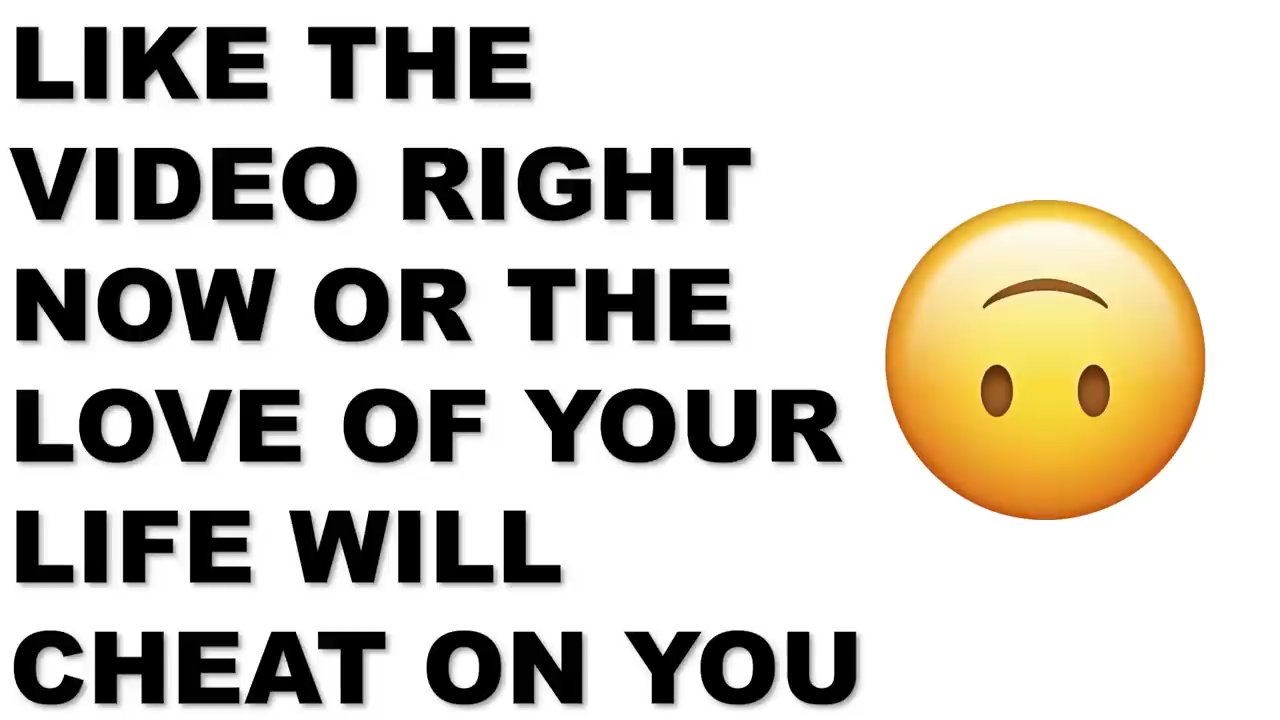 LIKE THE
VIDEO RIGHT
NOW OR THE
LOVE OF YOUR
LIFE WILL
CHEAT ON YOU